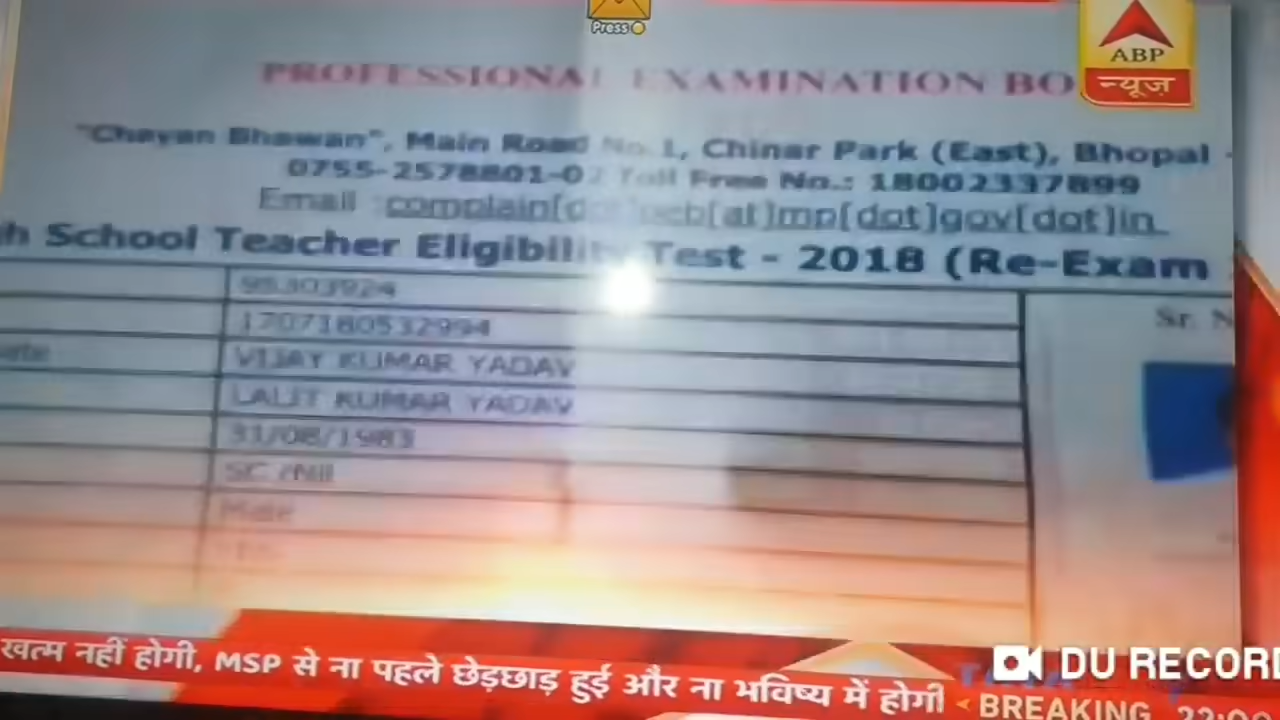 Press
ABP
न्यूज़
PROFESSIONAL EXAMINATION BO
"Chayan Bhawan", Main Road No.1, Chinar Park (East), Bhopal -
0755-2578801-02 Toll Free No.: 18002337899
Email :complain[dot]peb[at]mp[dot]gov[dot]in
h School Teacher Eligibility Test - 2018 (Re-Exam
95303924
Sr. N
ate
VIJAY KUMAR YADAV
LALIT KUMAR YADAV
31/08/1983
SC /Nil
Male
खत्म नहीं होगी, MSP से ना पहले छेड़छाड़ हुई और ना भविष्य में होगी
DU RECORD
BREAKING